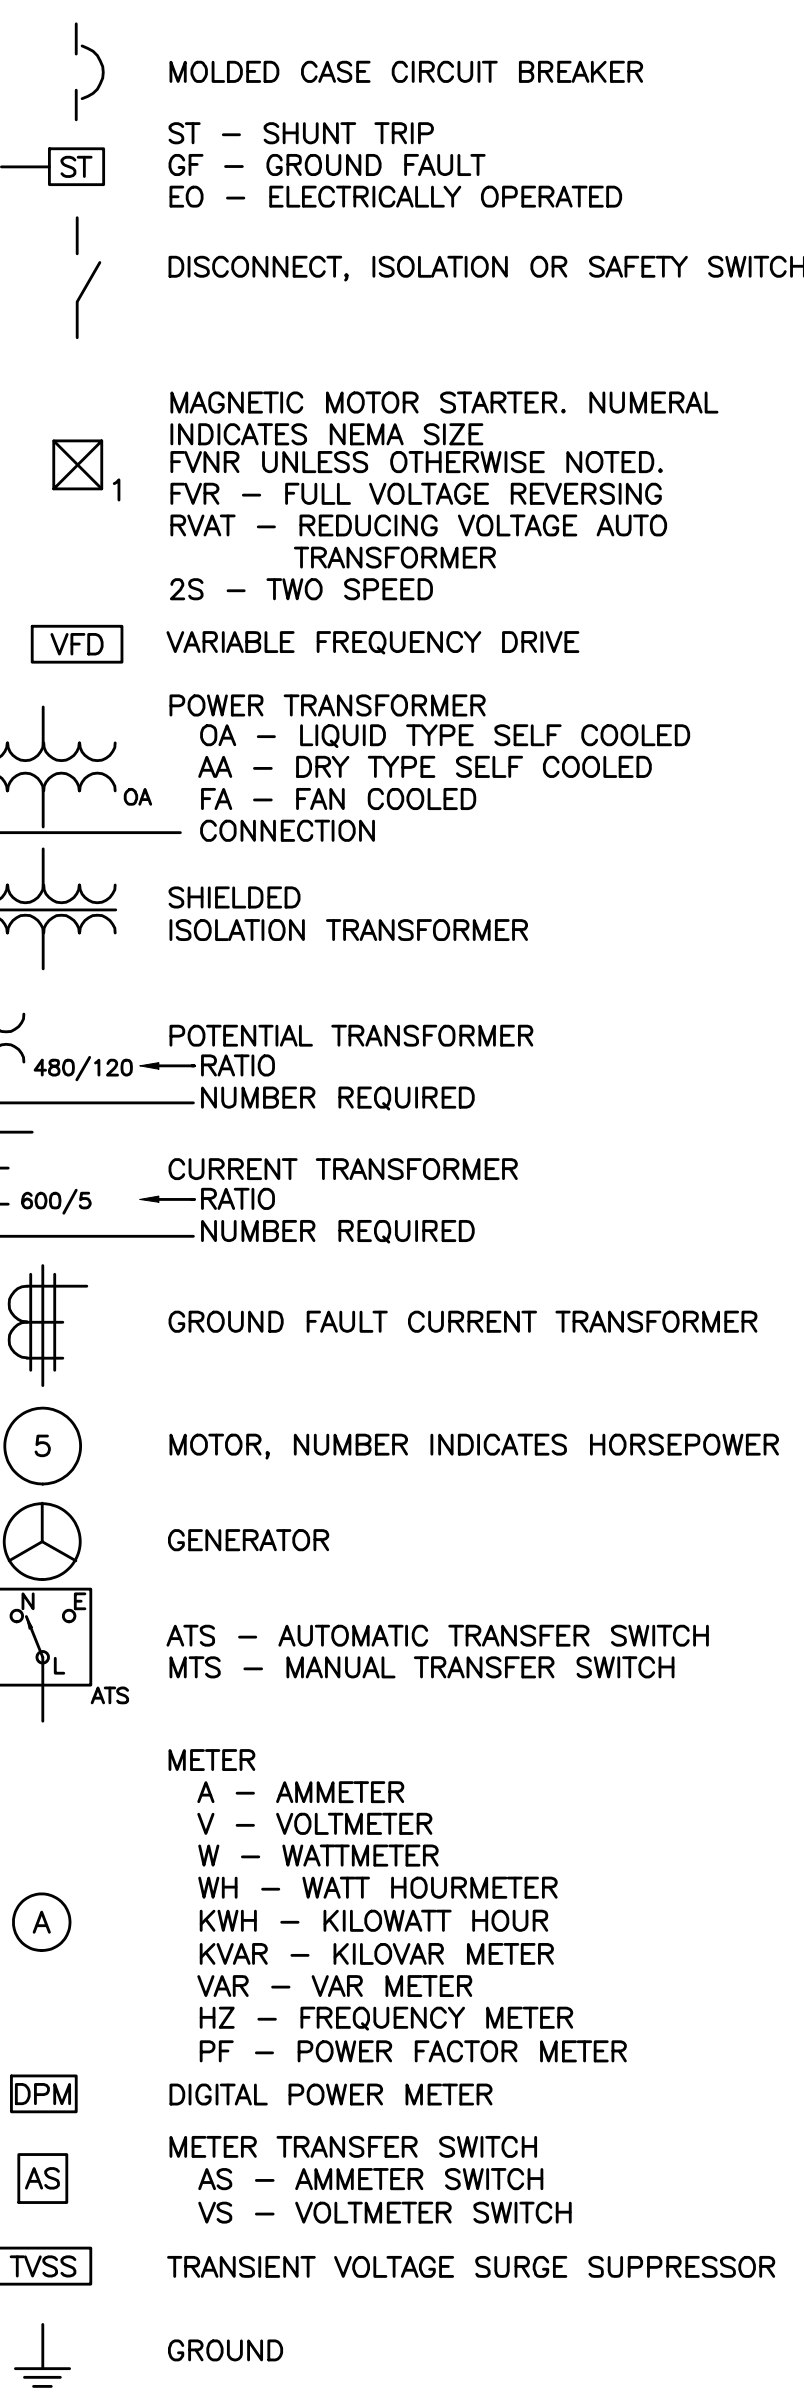 MOLDED CASE CIRCUIT BREAKER
ST – SHUNT TRIP
ST GF – GROUND FAULT
EO – ELECTRICALLY OPERATED
DISCONNECT, ISOLATION OR SAFETY SWITCH
MAGNETIC MOTOR STARTER. NUMERAL
INDICATES NEMA SIZE
FVNR UNLESS OTHERWISE NOTED.
1 FVR – FULL VOLTAGE REVERSING
RVAT – REDUCING VOLTAGE AUTO
TRANSFORMER
2S – TWO SPEED
VFD VARIABLE FREQUENCY DRIVE
POWER TRANSFORMER
OA – LIQUID TYPE SELF COOLED
AA – DRY TYPE SELF COOLED
OA FA – FAN COOLED
CONNECTION
SHIELDED
ISOLATION TRANSFORMER
POTENTIAL TRANSFORMER
480/120 RATIO
NUMBER REQUIRED
CURRENT TRANSFORMER
600/5 RATIO
NUMBER REQUIRED
GROUND FAULT CURRENT TRANSFORMER
5 MOTOR, NUMBER INDICATES HORSEPOWER
GENERATOR
N E
ATS – AUTOMATIC TRANSFER SWITCH
L MTS – MANUAL TRANSFER SWITCH
ATS
METER
A – AMMETER
V – VOLTMETER
W – WATTMETER
WH – WATT HOURMETER
A KWH – KILOWATT HOUR
KVAR – KILOVAR METER
VAR – VAR METER
HZ – FREQUENCY METER
PF – POWER FACTOR METER
DPM DIGITAL POWER METER
METER TRANSFER SWITCH
AS AS – AMMETER SWITCH
VS – VOLTMETER SWITCH
TVSS TRANSIENT VOLTAGE SURGE SUPPRESSOR
GROUND